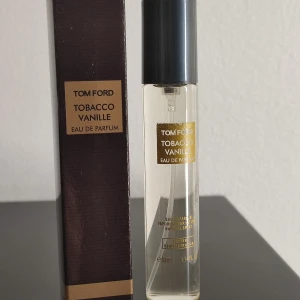 TOM FORD
TOBACCO
VANILLE
EAU DE PARFUM
TOM FORD
TOBACCO
VANILLE
EAU DE PARFUM